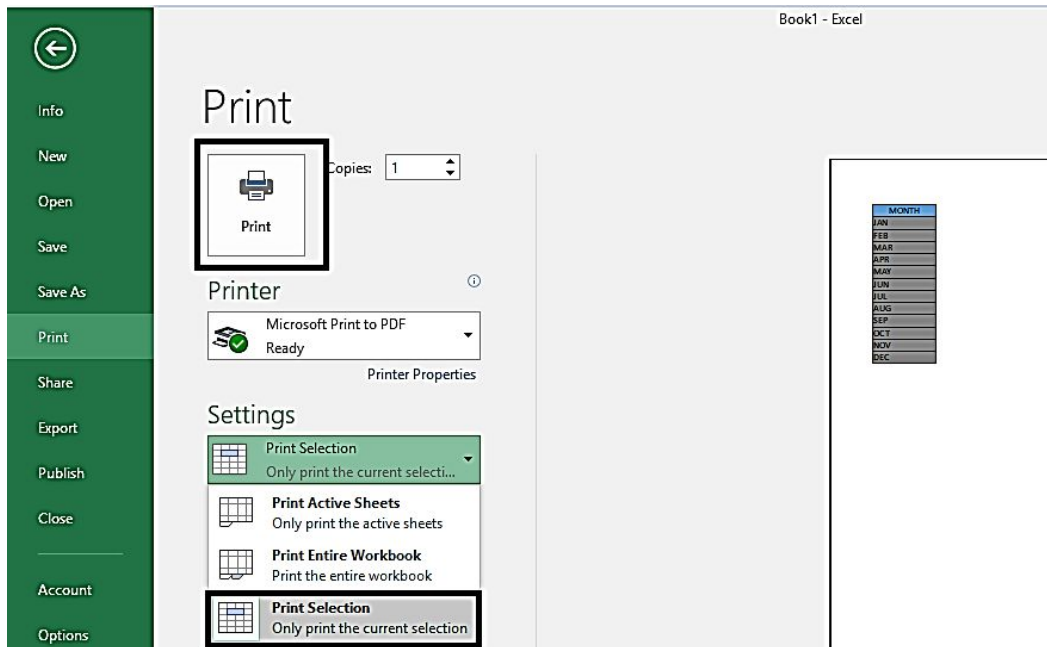 Book1 - Excel
Info
New
Open
Save
Save As
Print
Share
Export
Publish
Close
Account
Options
Print
Print
Copies: 1
Printer
Microsoft Print to PDF
Ready
Printer Properties
Settings
Print Selection
Only print the current selecti...
Print Active Sheets
Only print the active sheets
Print Entire Workbook
Print the entire workbook
Print Selection
Only print the current selection
MONTH
JAN
FEB
MAR
APR
MAY
JUN
JUL
AUG
SEP
OCT
NOV
DEC